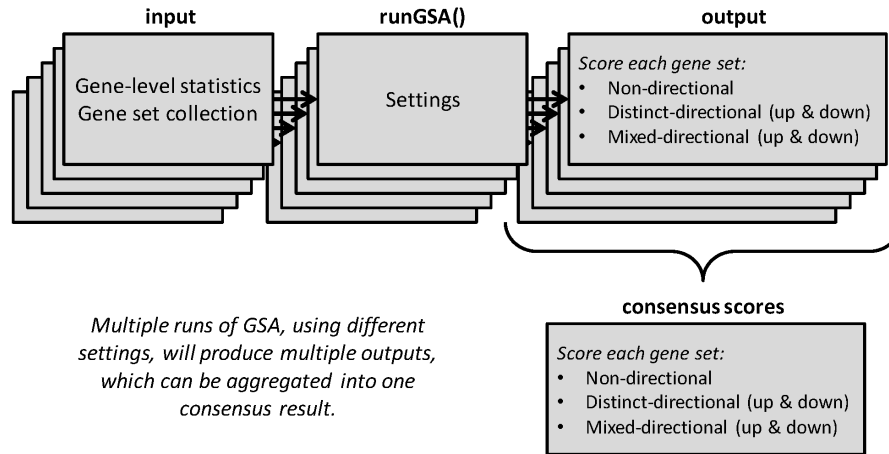 input
runGSA()
output
Gene-level statistics
Gene set collection
Settings
Score each gene set:
• Non-directional
• Distinct-directional (up & down)
• Mixed-directional (up & down)
Multiple runs of GSA, using different
settings, will produce multiple outputs,
which can be aggregated into one
consensus result.
consensus scores
Score each gene set:
• Non-directional
• Distinct-directional (up & down)
• Mixed-directional (up & down)